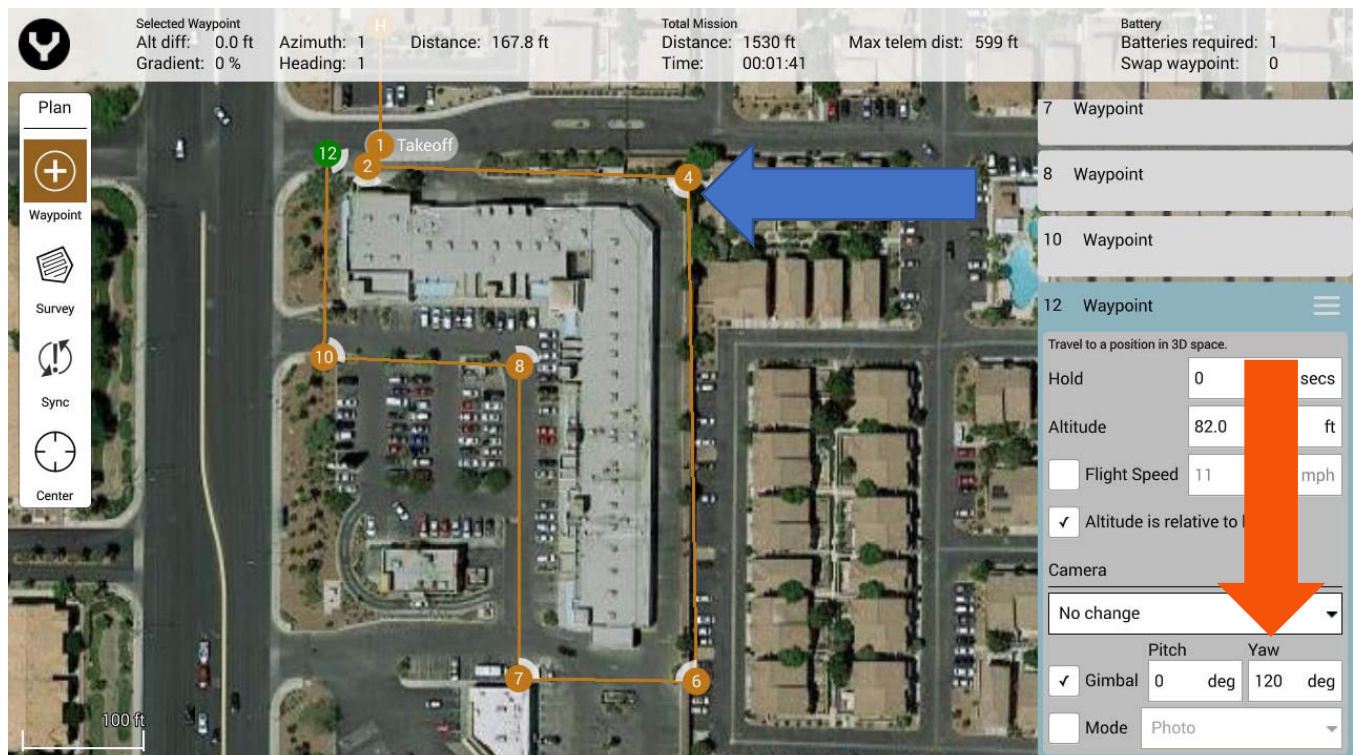 Selected Waypoint
Alt diff: 0.0 ft
Gradient: 0 %
Azimuth: 1
Heading: 1
Distance: 167.8 ft
Total Mission
Distance: 1530 ft
Time: 00:01:41
Max telem dist: 599 ft
Battery
Batteries required: 1
Swap waypoint: 0
H
Plan
Waypoint
Survey
Sync
Center
1 Takeoff
12
2
4
10
8
7
6
100 ft
7 Waypoint
8 Waypoint
10 Waypoint
12 Waypoint
Travel to a position in 3D space.
Hold 0 secs
Altitude 82.0 ft
Flight Speed 11 mph
Altitude is relative to
Camera
No change
Pitch Yaw
Gimbal 0 deg 120 deg
Mode Photo